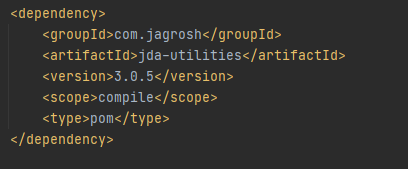 <dependency>
    <groupId>com.jagrosh</groupId>
    <artifactId>jda-utilities</artifactId>
    <version>3.0.5</version>
    <scope>compile</scope>
    <type>pom</type>
</dependency>